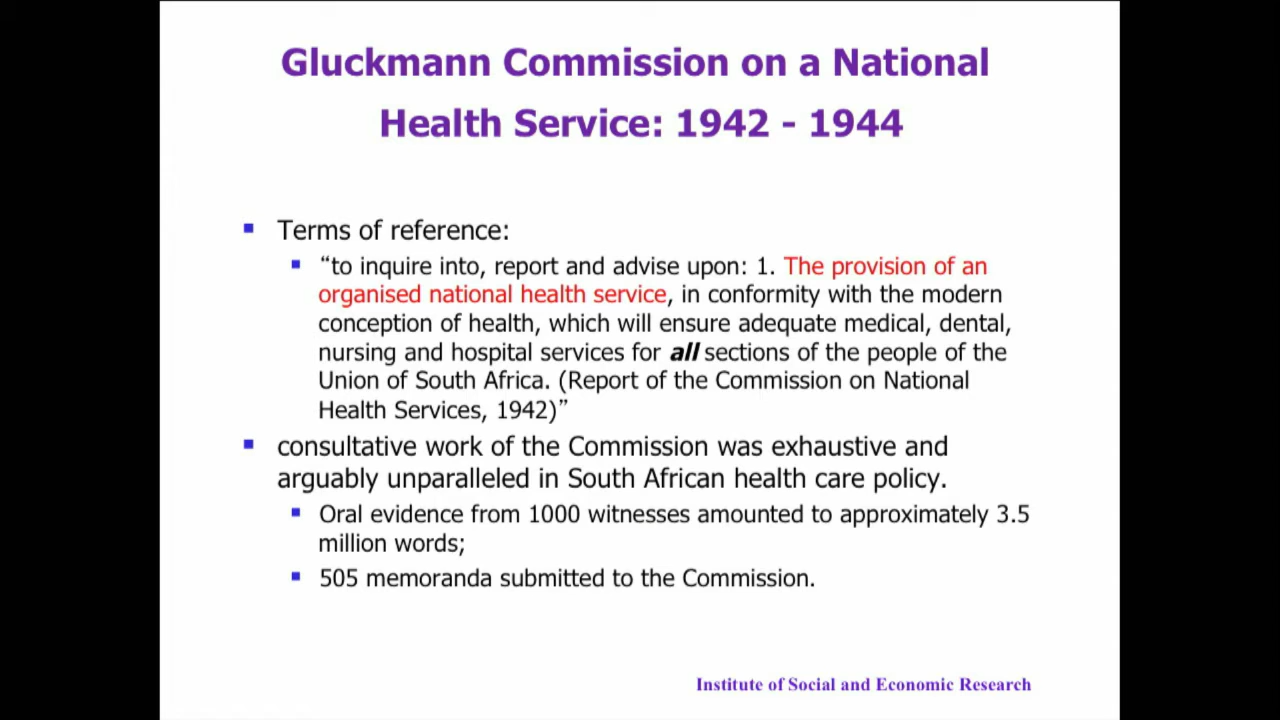 Gluckmann Commission on a National
Health Service: 1942 - 1944
Terms of reference:
“to inquire into, report and advise upon: 1. The provision of an
organised national health service, in conformity with the modern
conception of health, which will ensure adequate medical, dental,
nursing and hospital services for all sections of the people of the
Union of South Africa. (Report of the Commission on National
Health Services, 1942)”
consultative work of the Commission was exhaustive and
arguably unparalleled in South African health care policy.
Oral evidence from 1000 witnesses amounted to approximately 3.5
million words;
505 memoranda submitted to the Commission.
Institute of Social and Economic Research